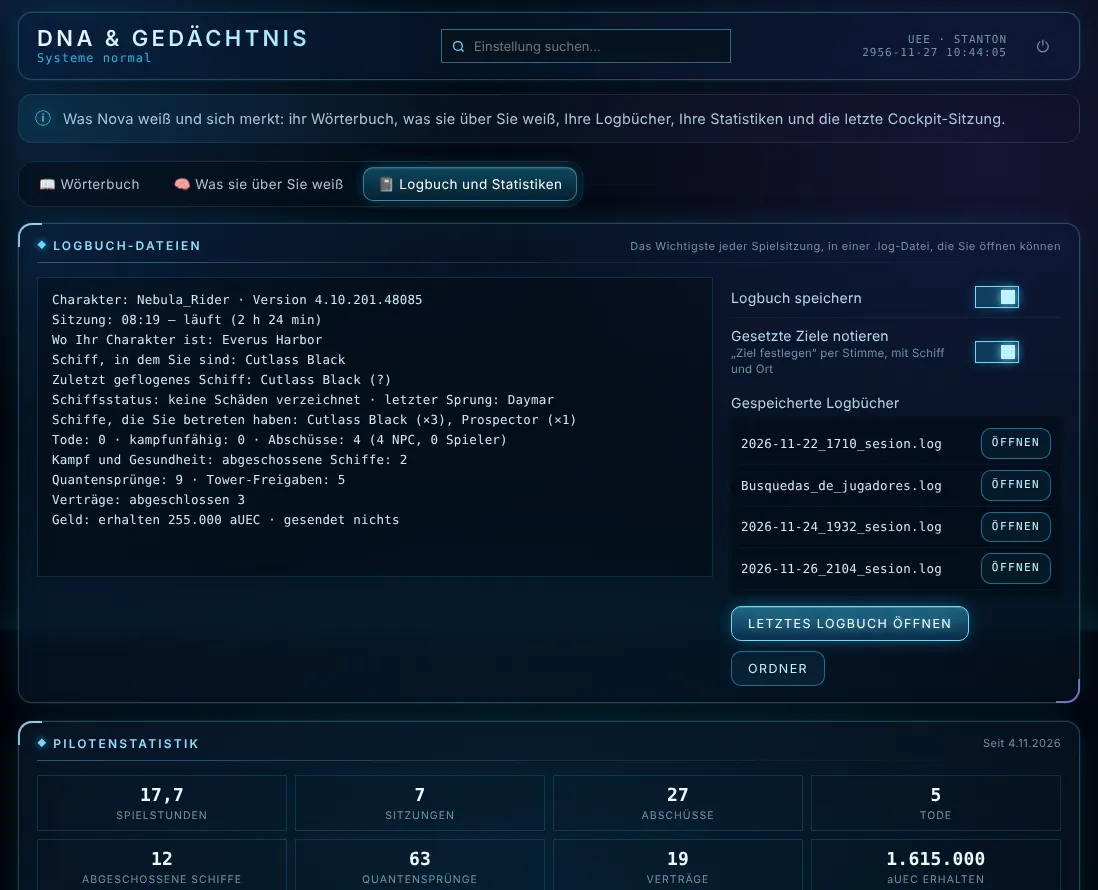 DNA & GEDÄCHTNIS
Systeme normal
Einstellung suchen...
UEE · STANTON
2956-11-27 10:44:05
Was Nova weiß und sich merkt: ihr Wörterbuch, was sie über Sie weiß, Ihre Logbücher, Ihre Statistiken und die letzte Cockpit-Sitzung.
Wörterbuch
Was sie über Sie weiß
Logbuch und Statistiken
LOGBUCH-DATEIEN
Das Wichtigste jeder Spielsitzung, in einer .log-Datei, die Sie öffnen können
Charakter: Nebula_Rider · Version 4.10.201.48085
Sitzung: 08:19 — läuft (2 h 24 min)
Wo Ihr Charakter ist: Everus Harbor
Schiff, in dem Sie sind: Cutlass Black
Zuletzt geflogenes Schiff: Cutlass Black (?)
Schiffsstatus: keine Schäden verzeichnet · letzter Sprung: Daymar
Schiffe, die Sie betreten haben: Cutlass Black (×3), Prospector (×1)
Tode: 0 · kampfunfähig: 0 · Abschüsse: 4 (4 NPC, 0 Spieler)
Kampf und Gesundheit: abgeschossene Schiffe: 2
Quantensprünge: 9 · Tower-Freigaben: 5
Verträge: abgeschlossen 3
Geld: erhalten 255.000 aUEC · gesendet nichts
Logbuch speichern
Gesetzte Ziele notieren
„Ziel festlegen“ per Stimme, mit Schiff
und Ort
Gespeicherte Logbücher
2026-11-22_1710_sesion.log
ÖFFNEN
Busquedas_de_jugadores.log
ÖFFNEN
2026-11-24_1932_sesion.log
ÖFFNEN
2026-11-26_2104_sesion.log
ÖFFNEN
LETZTES LOGBUCH ÖFFNEN
ORDNER
PILOTENSTATISTIK
Seit 4.11.2026
17,7
SPIELSTUNDEN
7
SITZUNGEN
27
ABSCHÜSSE
5
TODE
12
ABGESCHOSSENE SCHIFFE
63
QUANTENSPRÜNGE
19
VERTRÄGE
1.615.000
aUEC ERHALTEN